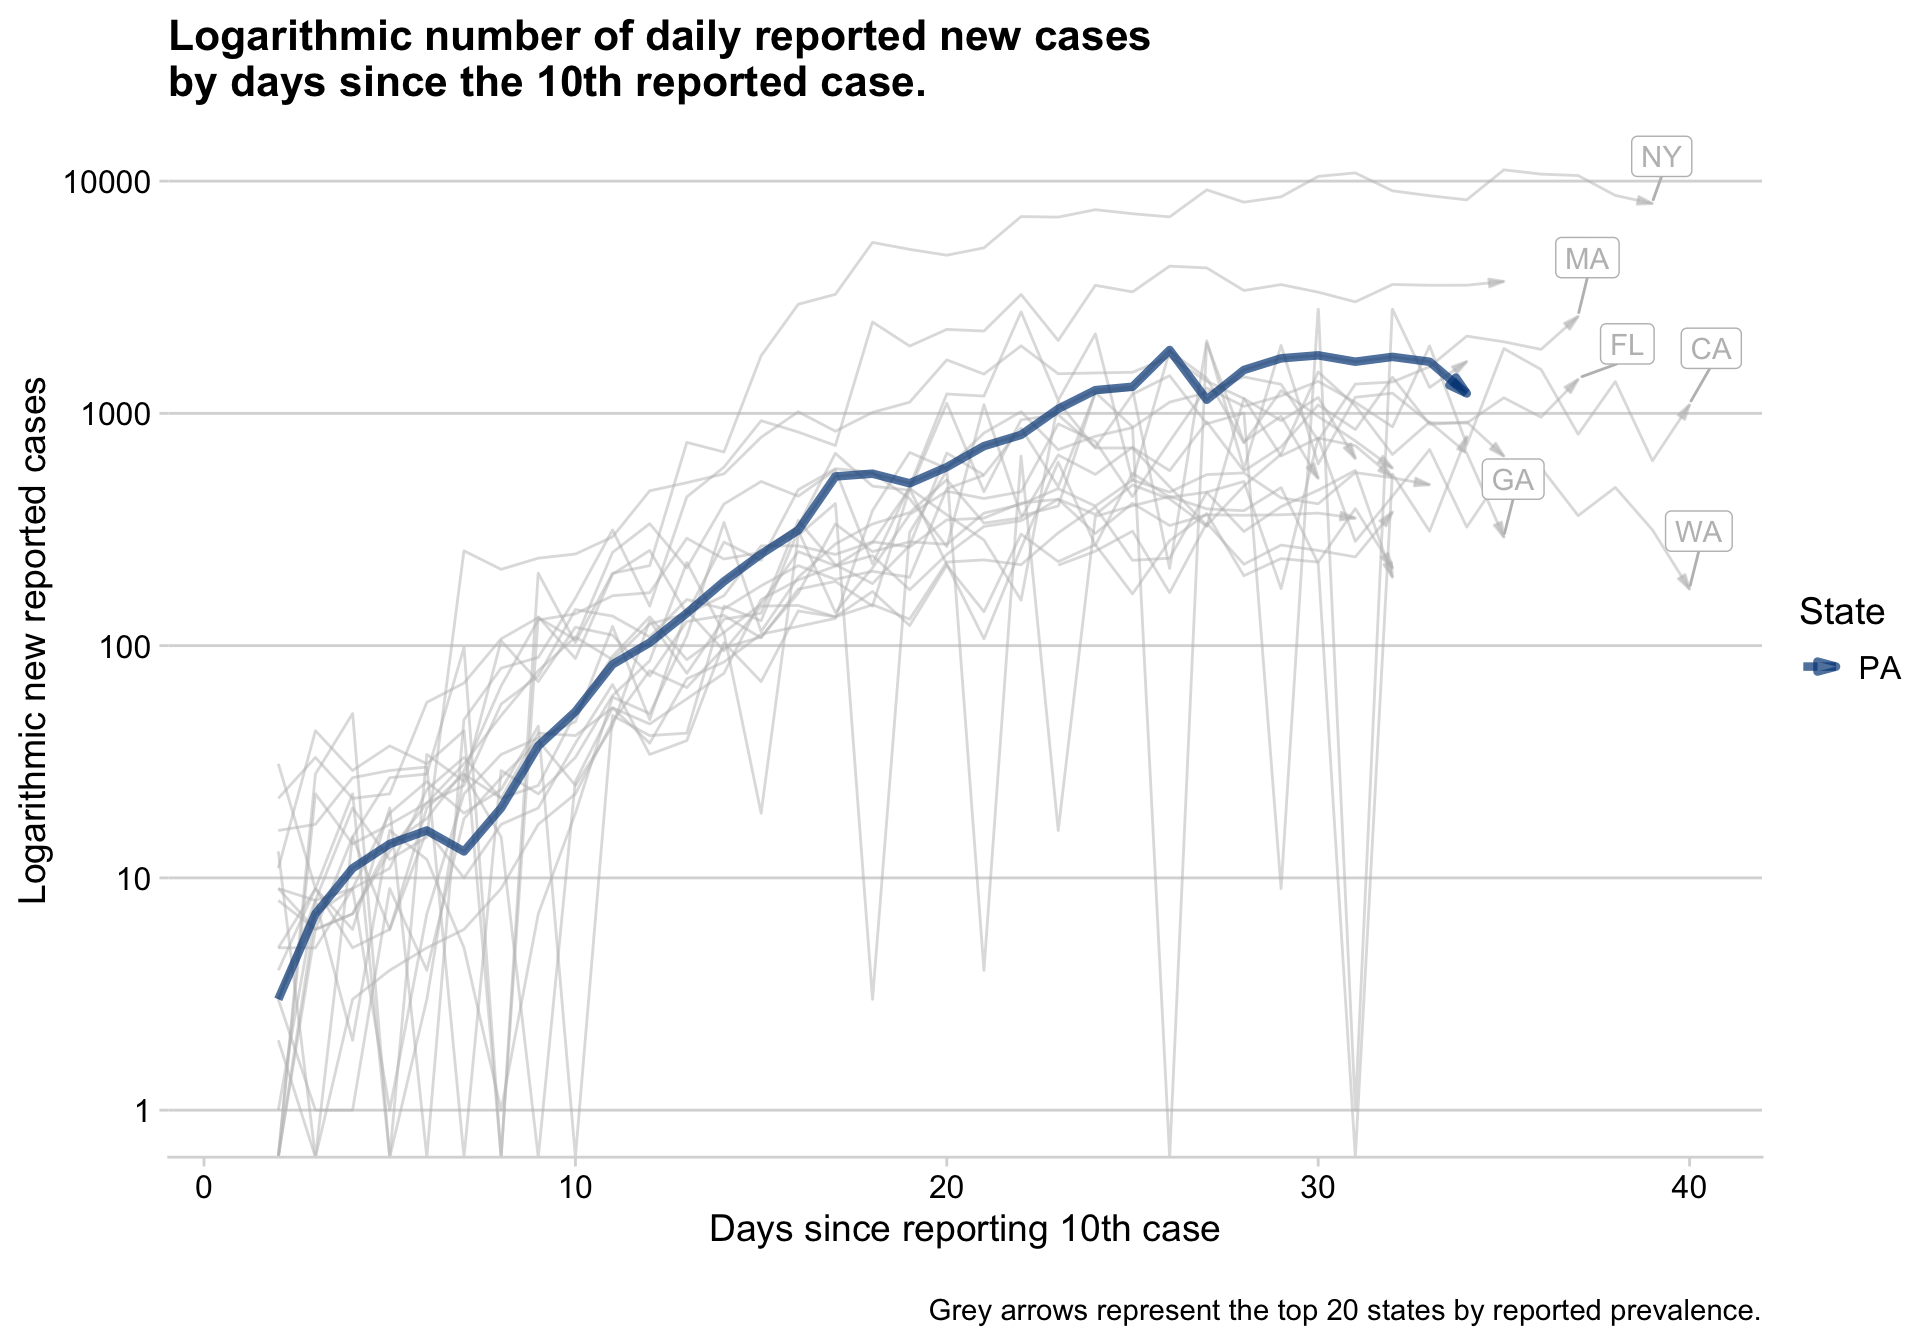 Logarithmic number of daily reported new cases
by days since the 10th reported case.
Logarithmic new reported cases
10000
1000
100
10
1
NY
MA
FL
CA
GA
WA
State
PA
0
10
20
30
40
Days since reporting 10th case
Grey arrows represent the top 20 states by reported prevalence.